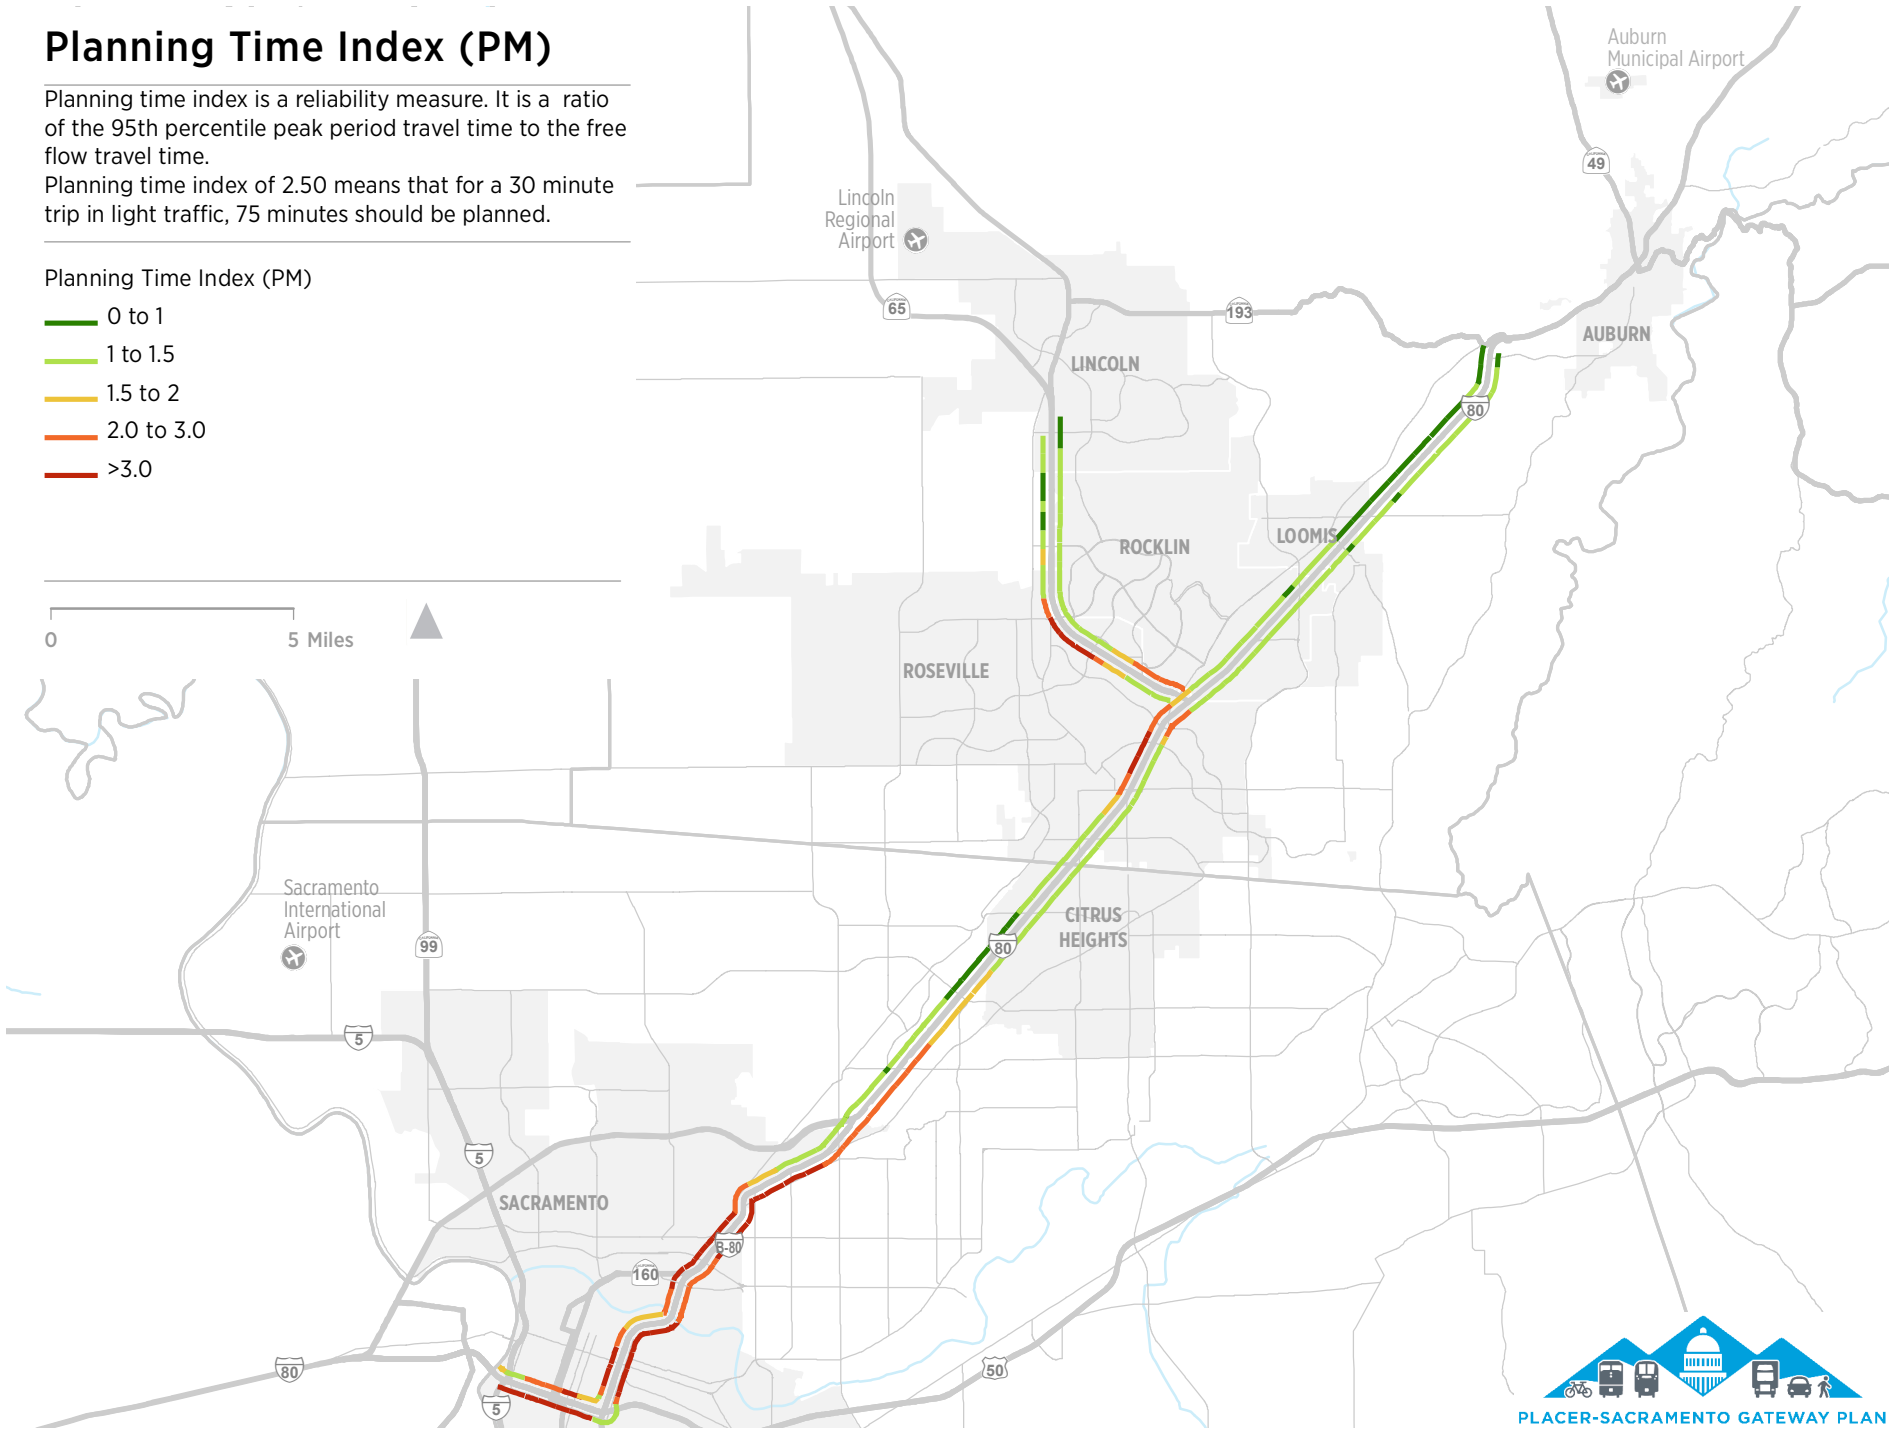 Planning Time Index (PM)
Planning time index is a reliability measure. It is a ratio
of the 95th percentile peak period travel time to the free
flow travel time.
Planning time index of 2.50 means that for a 30 minute
trip in light traffic, 75 minutes should be planned.
Planning Time Index (PM)
0 to 1
1 to 1.5
1.5 to 2
2.0 to 3.0
>3.0
0
5 Miles
Auburn
Municipal Airport
49
Lincoln
Regional
Airport
65
193
AUBURN
LINCOLN
80
ROCKLIN
LOOMIS
ROSEVILLE
Sacramento
International
Airport
99
CITRUS
HEIGHTS
80
5
5
SACRAMENTO
B-80
160
80
50
5
PLACER-SACRAMENTO GATEWAY PLAN